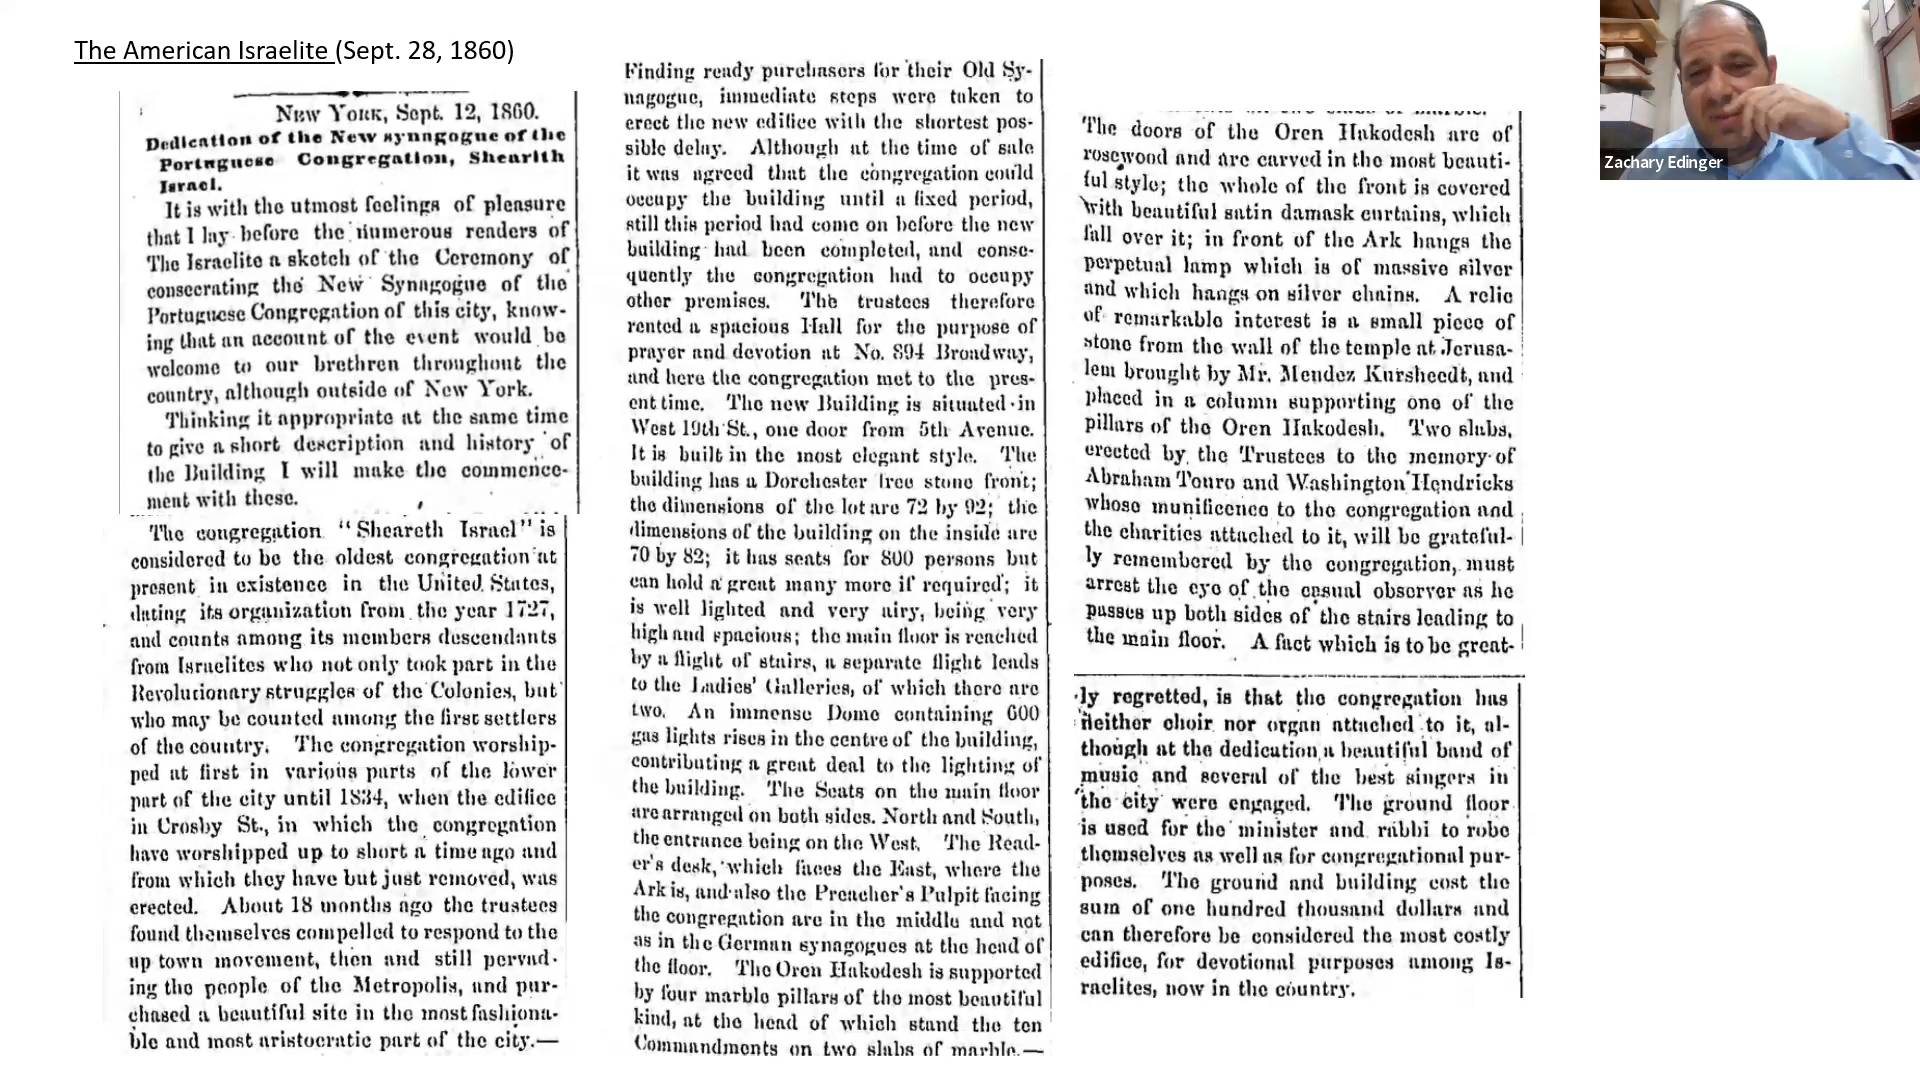 The American Israelite (Sept. 28, 1860)
NEW YORK, Sept. 12, 1860.
Dedication of the New synagogue of the
Portuguese Congregation, Shearith
Israel.
It is with the utmost feelings of pleasure
that I lay before the numerous readers of
The Israelite a sketch of the Ceremony of
consecrating the New Synagogue of the
Portuguese Congregation of this city, know-
ing that an account of the event would be
welcome to our brethren throughout the
country, although outside of New York.
Thinking it appropriate at the same time
to give a short description and history of
the Building I will make the commence-
ment with these.
The congregation "Sheareth Israel" is
considered to be the oldest congregation at
present in existence in the United States,
dating its organization from the year 1727,
and counts among its members descendants
from Israelites who not only took part in the
Revolutionary struggles of the Colonies, but
who may be counted among the first settlers
of the country. The congregation worship-
ped at first in various parts of the lower
part of the city until 1834, when the edifice
in Crosby St., in which the congregation
have worshipped up to short a time ago and
from which they have but just removed, was
erected. About 18 months ago the trustees
found themselves compelled to respond to the
up town movement, then and still pervad-
ing the people of the Metropolis, and pur-
chased a beautiful site in the most fashiona-
ble and most aristocratic part of the city.—
Finding ready purchasers for their Old Sy-
nagogue, immediate steps were taken to
erect the new edifice with the shortest pos-
sible delay. Although at the time of sale
it was agreed that the congregation could
occupy the building until a fixed period,
still this period had come on before the new
building had been completed, and conse-
quently the congregation had to occupy
other premises. The trustees therefore
rented a spacious Hall for the purpose of
prayer and devotion at No. 894 Broadway,
and here the congregation met to the pres-
ent time. The new Building is situated in
West 19th St., one door from 5th Avenue.
It is built in the most elegant style. The
building has a Dorchester free stone front;
the dimensions of the lot are 72 by 92; the
dimensions of the building on the inside are
70 by 82; it has seats for 800 persons but
can hold a great many more if required; it
is well lighted and very airy, being very
high and spacious; the main floor is reached
by a flight of stairs, a separate flight leads
to the Ladies' Galleries, of which there are
two. An immense Dome containing 600
gas lights rises in the centre of the building,
contributing a great deal to the lighting of
the building. The Seats on the main floor
are arranged on both sides. North and South,
the entrance being on the West. The Read-
er's desk, which faces the East, where the
Ark is, and also the Preacher's Pulpit facing
the congregation are in the middle and not
as in the German synagogues at the head of
the floor. The Oren Hakodesh is supported
by four marble pillars of the most beautiful
kind, at the head of which stand the ten
Commandments on two slabs of marble.—
The doors of the Oren Hakodesh are of
rosewood and are carved in the most beauti-
ful style; the whole of the front is covered
with beautiful satin damask curtains, which
fall over it; in front of the Ark hangs the
perpetual lamp which is of massive silver
and which hangs on silver chains. A relic
of remarkable interest is a small piece of
stone from the wall of the temple at Jerusa-
lem brought by Mr. Mendez Kursheedt, and
placed in a column supporting one of the
pillars of the Oren Hakodesh. Two slabs,
erected by the Trustees to the memory of
Abraham Touro and Washington Hendricks
whose munificence to the congregation and
the charities attached to it, will be grateful-
ly remembered by the congregation, must
arrest the eye of the casual observer as he
passes up both sides of the stairs leading to
the main floor. A fact which is to be great-
ly regretted, is that the congregation has
neither choir nor organ attached to it, al-
though at the dedication a beautiful band of
music and several of the best singers in
the city were engaged. The ground floor
is used for the minister and rabbi to robe
themselves as well as for congregational pur-
poses. The ground and building cost the
sum of one hundred thousand dollars and
can therefore be considered the most costly
edifice, for devotional purposes among Is-
raelites, now in the country.
Zachary Edinger